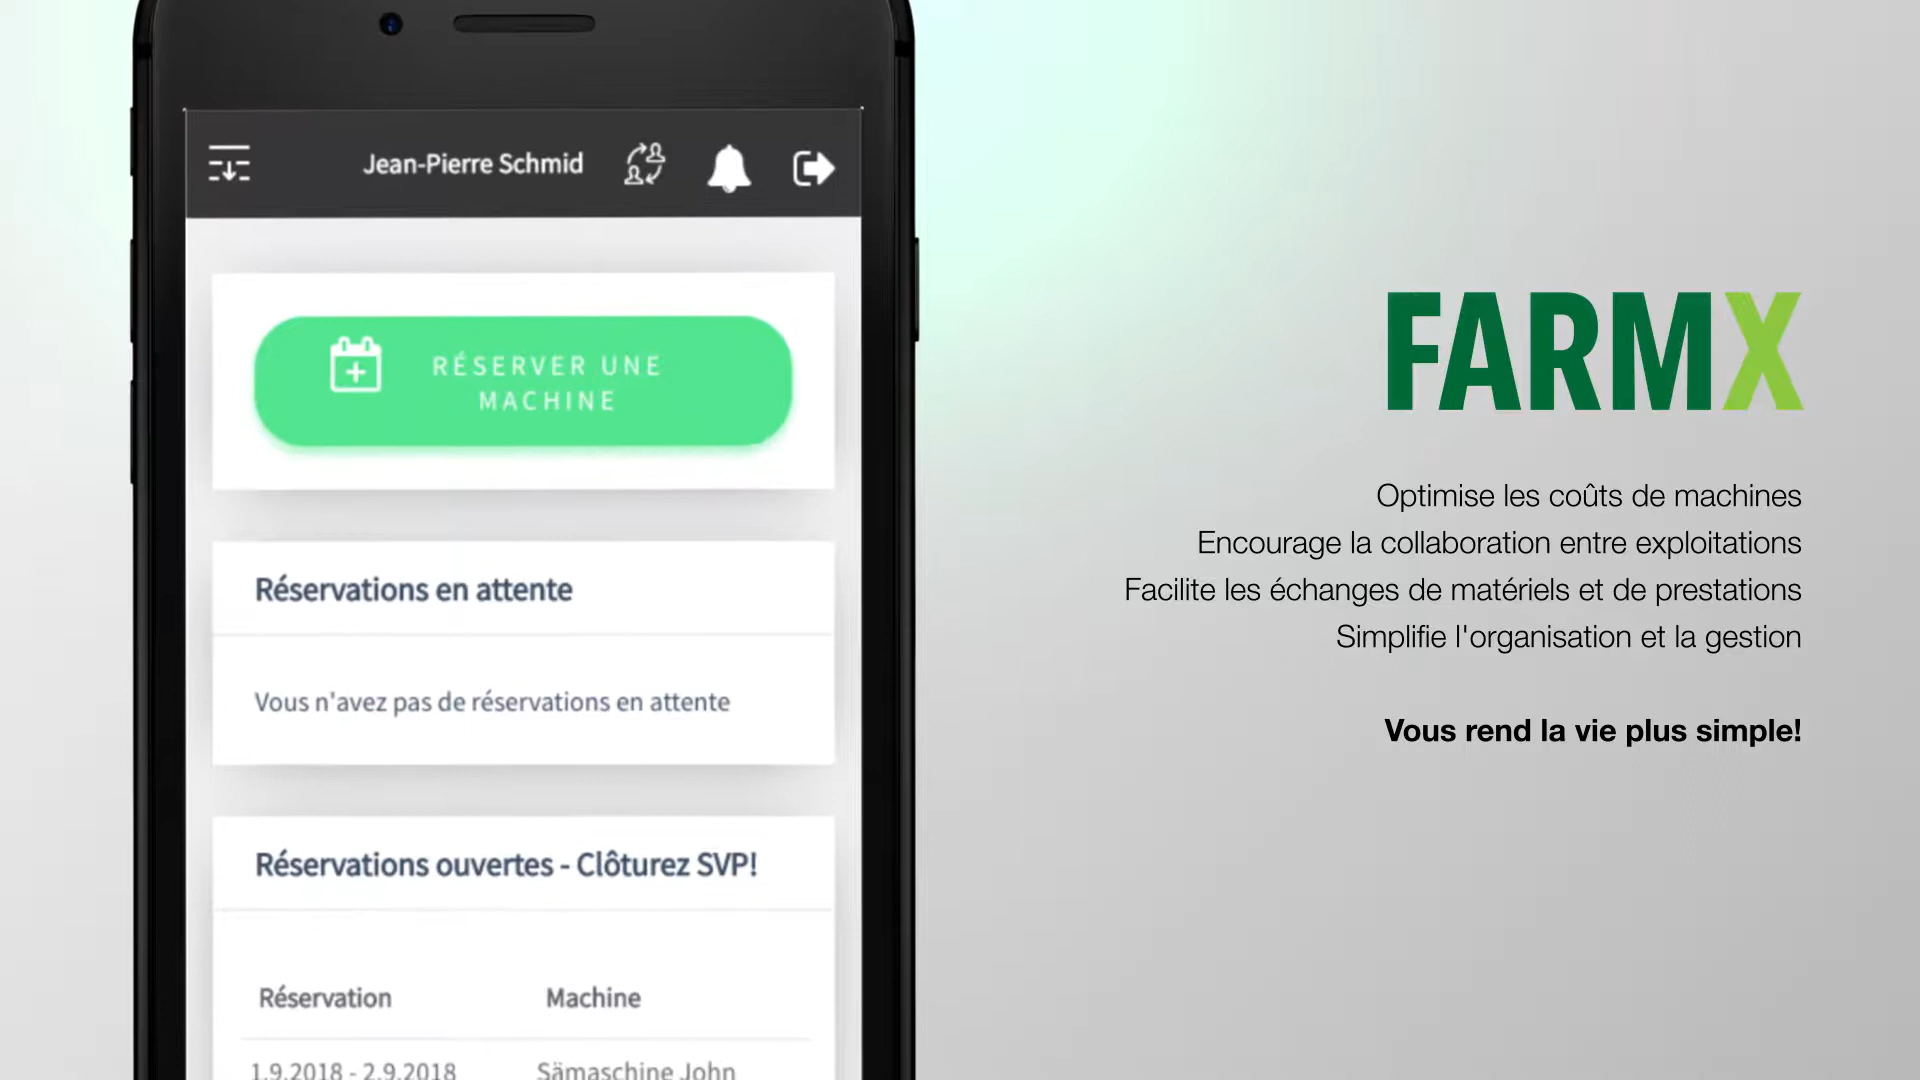 Jean-Pierre Schmid
RÉSERVER UNE
MACHINE
Réservations en attente
Vous n'avez pas de réservations en attente
Réservations ouvertes - Clôturez SVP!
Réservation Machine
1.9.2018 - 2.9.2018 Sämaschine John
FARMX
Optimise les coûts de machines
Encourage la collaboration entre exploitations
Facilite les échanges de matériels et de prestations
Simplifie l'organisation et la gestion
Vous rend la vie plus simple!